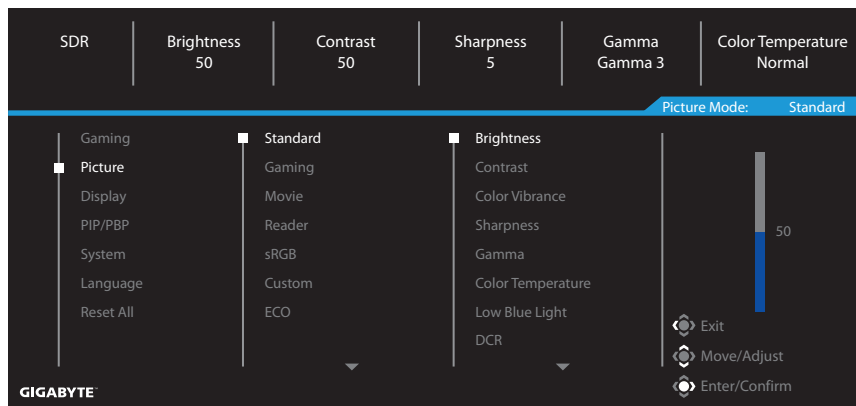 SDR
Brightness
50
Contrast
50
Sharpness
5
Gamma
Gamma 3
Color Temperature
Normal
Picture Mode: Standard
Gaming
Picture
Display
PIP/PBP
System
Language
Reset All
Standard
Gaming
Movie
Reader
sRGB
Custom
ECO
Brightness
Contrast
Color Vibrance
Sharpness
Gamma
Color Temperature
Low Blue Light
DCR
50
Exit
Move/Adjust
Enter/Confirm
GIGABYTE™